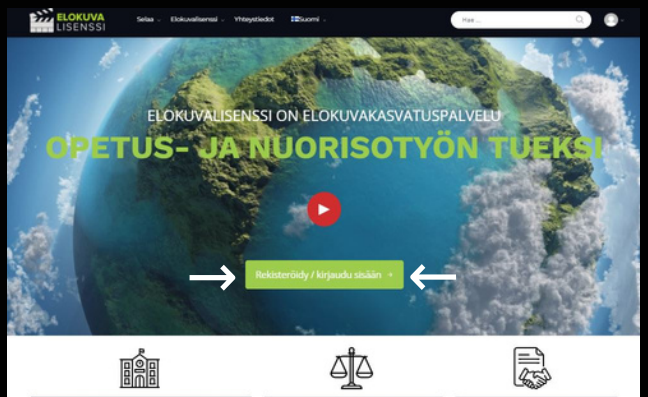 ELOKUVA
LISENSSI
Selaa
Elokuvalisenssi
Yhteystiedot
Suomi
Hae ...
ELOKUVALISENSSI ON ELOKUVAKASVATUSPALVELU
OPETUS- JA NUORISOTYÖN TUEKSI
Rekisteröidy / kirjaudu sisään